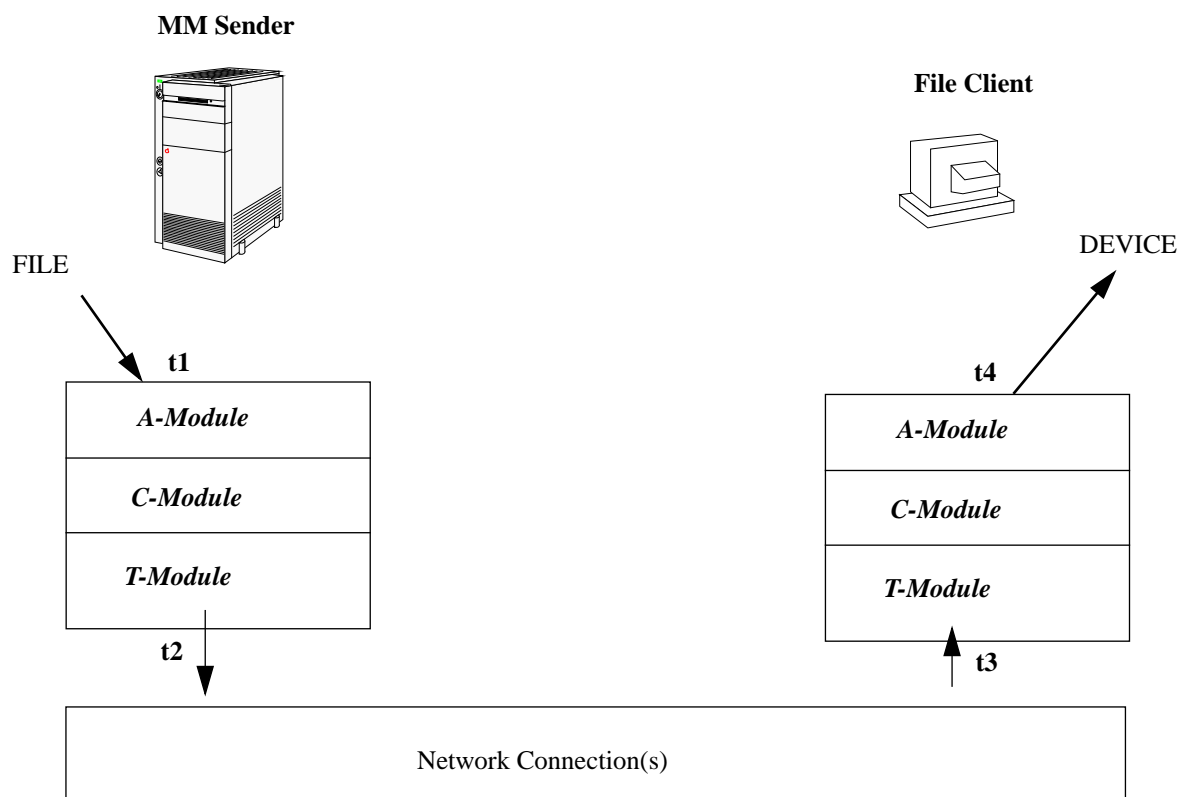 MM Sender
File Client
FILE
DEVICE
t1
t4
A-Module
C-Module
T-Module
A-Module
C-Module
T-Module
t2
t3
Network Connection(s)